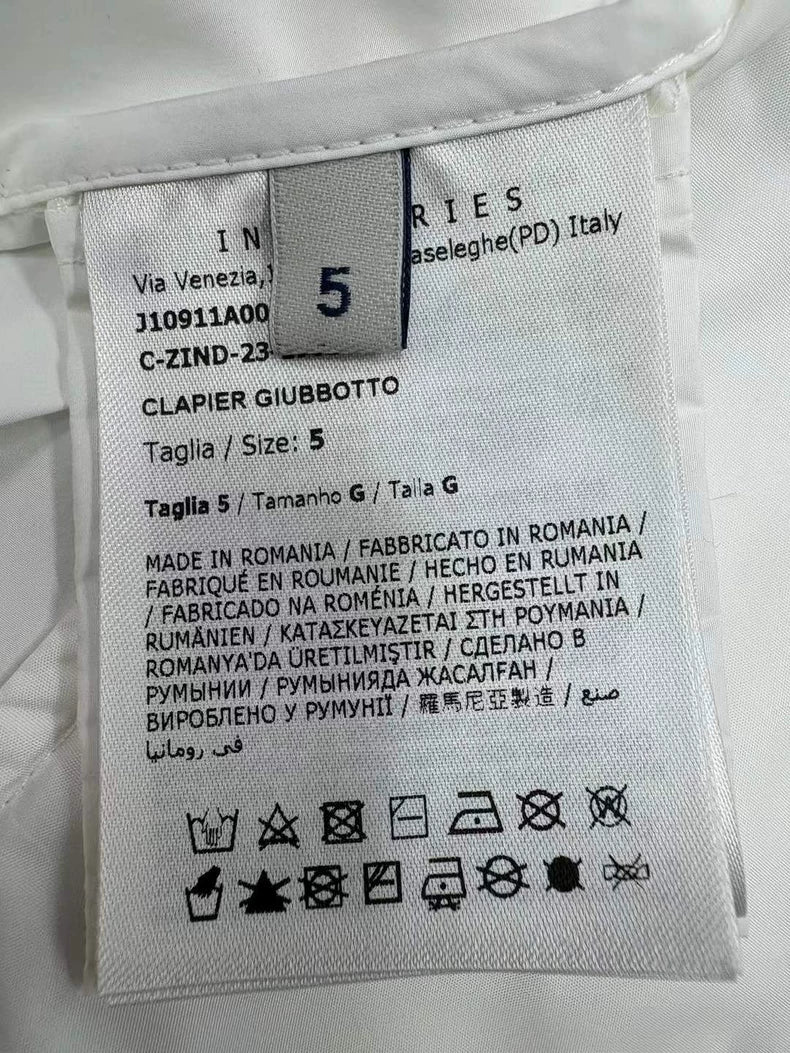 5
IN RIES
Via Venezia, aseleghe(PD) Italy
J10911A00
C-ZIND-23-
CLAPIER GIUBBOTTO
Taglia / Size: 5
Taglia 5 / Tamanho G / Talla G
MADE IN ROMANIA / FABBRICATO IN ROMANIA /
FABRIQUÉ EN ROUMANIE / HECHO EN RUMANIA
/ FABRICADO NA ROMÉNIA / HERGESTELLT IN
RUMÄNIEN / ΚΑΤΑΣΚΕΥΑΖΕΤΑΙ ΣΤΗ ΡΟΥΜΑΝΙΑ /
ROMANYA'DA ÜRETILMIŞTIR / СДЕЛАНО В
РУМЫНИИ / РУМЫНИЯДА ЖАСАЛҒАН /
ВИРОБЛЕНО У РУМУНІЇ / 羅馬尼亞製造 / صنع
في رومانيا
W